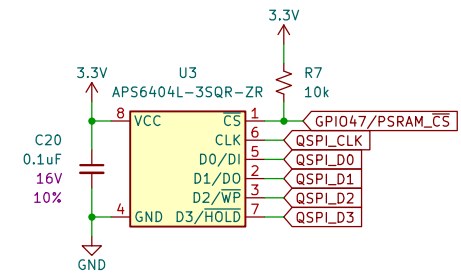 3.3V
3.3V
U3
R7
APS6404L-3SQR-ZR
10k
8 VCC CS 1 GPIO47/PSRAM_CS
C20 CLK 6 QSPI_CLK
0.1uF D0/DI 5 QSPI_D0
16V D1/DO 2 QSPI_D1
10% D2/WP 3 QSPI_D2
4 GND D3/HOLD 7 QSPI_D3
GND